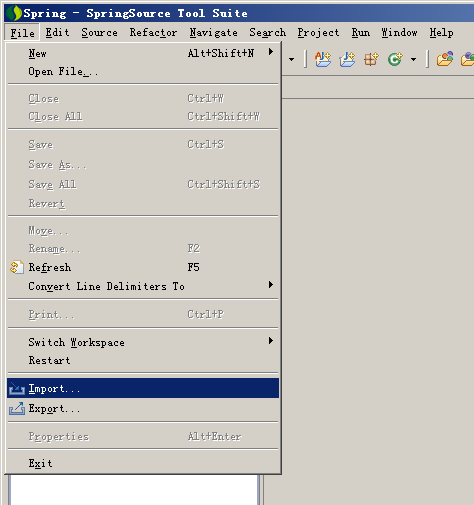 Spring - SpringSource Tool Suite
File Edit Source Refactor Navigate Search Project Run Window Help
New Alt+Shift+N
Open File...
Close Ctrl+W
Close All Ctrl+Shift+W
Save Ctrl+S
Save As...
Save All Ctrl+Shift+S
Revert
Move...
Rename... F2
Refresh F5
Convert Line Delimiters To
Print... Ctrl+P
Switch Workspace
Restart
Import...
Export...
Properties Alt+Enter
Exit